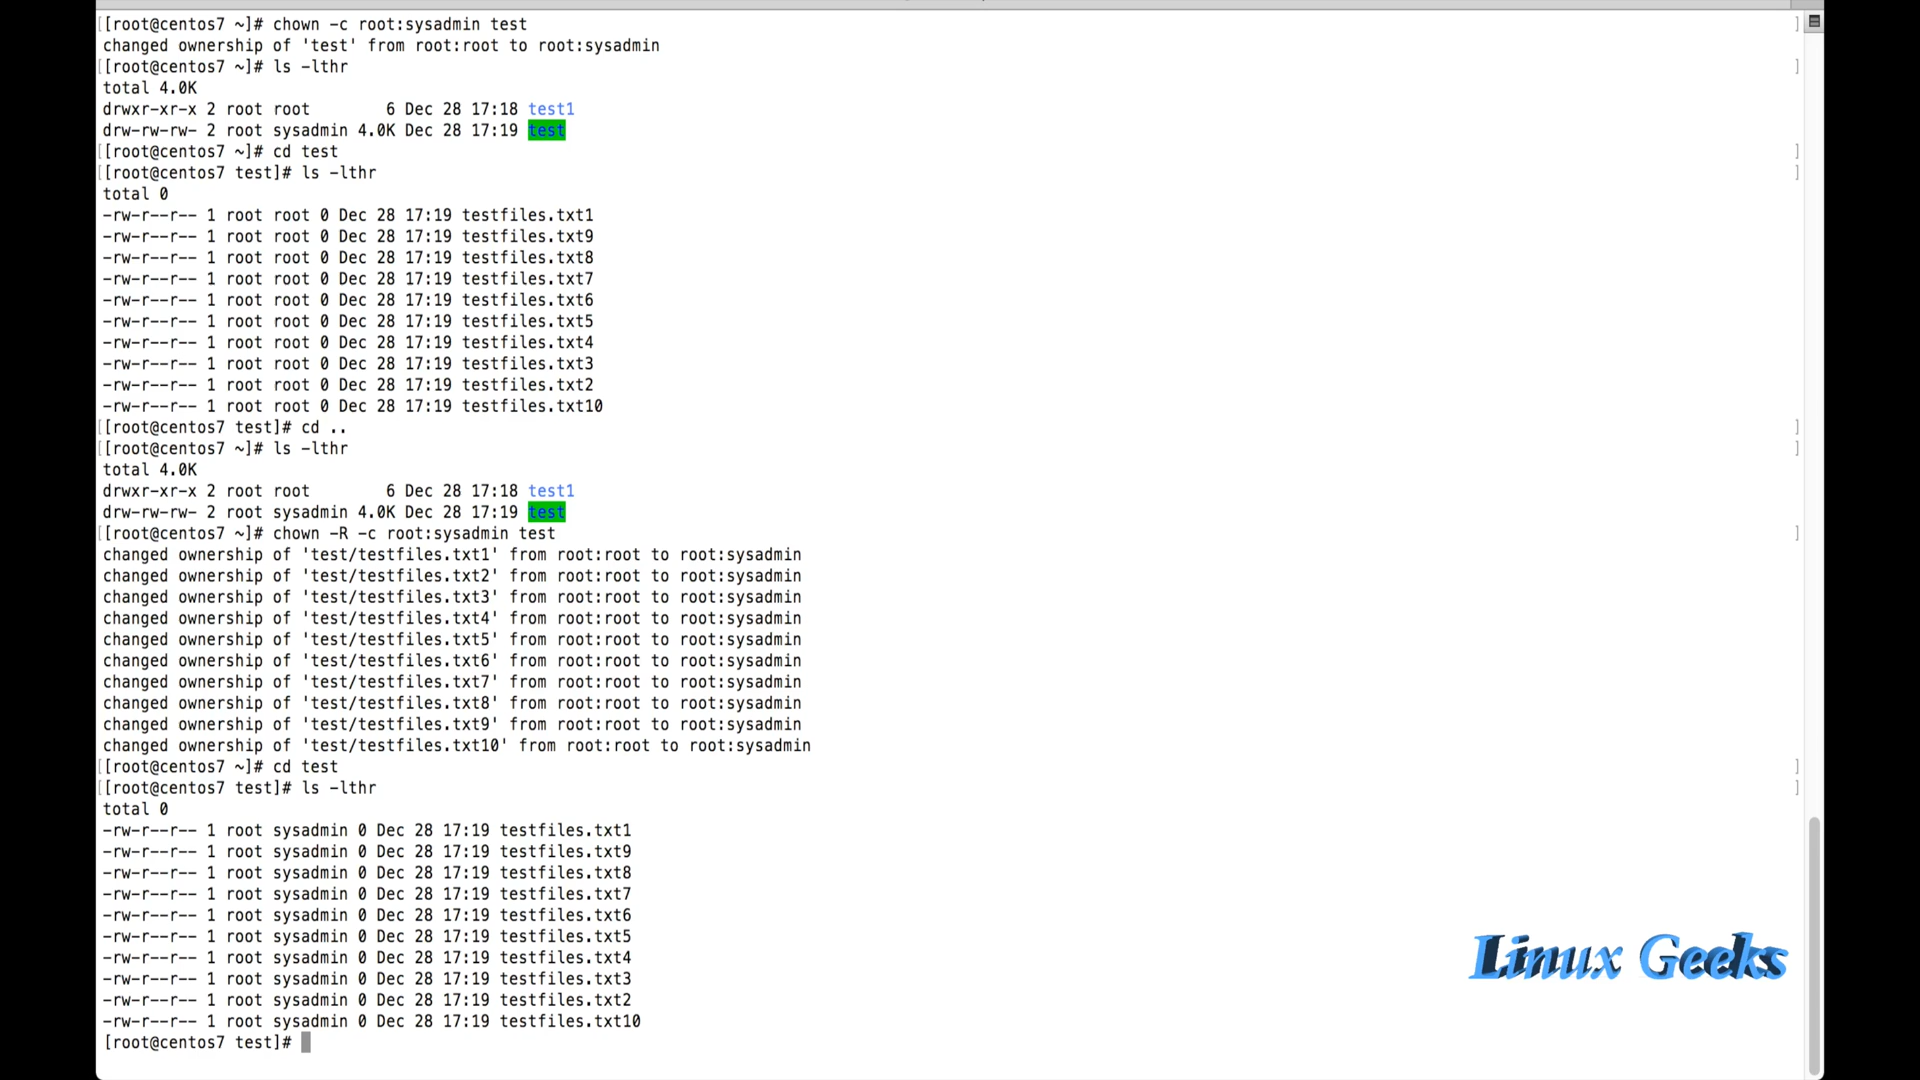 [[root@centos7 ~]# chown -c root:sysadmin test ]
changed ownership of 'test' from root:root to root:sysadmin
[[root@centos7 ~]# ls -lthr ]
total 4.0K
drwxr-xr-x 2 root root        6 Dec 28 17:18 test1
drw-rw-rw- 2 root sysadmin 4.0K Dec 28 17:19 test
[[root@centos7 ~]# cd test ]
[[root@centos7 test]# ls -lthr ]
total 0
-rw-r--r-- 1 root root 0 Dec 28 17:19 testfiles.txt1
-rw-r--r-- 1 root root 0 Dec 28 17:19 testfiles.txt9
-rw-r--r-- 1 root root 0 Dec 28 17:19 testfiles.txt8
-rw-r--r-- 1 root root 0 Dec 28 17:19 testfiles.txt7
-rw-r--r-- 1 root root 0 Dec 28 17:19 testfiles.txt6
-rw-r--r-- 1 root root 0 Dec 28 17:19 testfiles.txt5
-rw-r--r-- 1 root root 0 Dec 28 17:19 testfiles.txt4
-rw-r--r-- 1 root root 0 Dec 28 17:19 testfiles.txt3
-rw-r--r-- 1 root root 0 Dec 28 17:19 testfiles.txt2
-rw-r--r-- 1 root root 0 Dec 28 17:19 testfiles.txt10
[[root@centos7 test]# cd .. ]
[[root@centos7 ~]# ls -lthr ]
total 4.0K
drwxr-xr-x 2 root root        6 Dec 28 17:18 test1
drw-rw-rw- 2 root sysadmin 4.0K Dec 28 17:19 test
[[root@centos7 ~]# chown -R -c root:sysadmin test ]
changed ownership of 'test/testfiles.txt1' from root:root to root:sysadmin
changed ownership of 'test/testfiles.txt2' from root:root to root:sysadmin
changed ownership of 'test/testfiles.txt3' from root:root to root:sysadmin
changed ownership of 'test/testfiles.txt4' from root:root to root:sysadmin
changed ownership of 'test/testfiles.txt5' from root:root to root:sysadmin
changed ownership of 'test/testfiles.txt6' from root:root to root:sysadmin
changed ownership of 'test/testfiles.txt7' from root:root to root:sysadmin
changed ownership of 'test/testfiles.txt8' from root:root to root:sysadmin
changed ownership of 'test/testfiles.txt9' from root:root to root:sysadmin
changed ownership of 'test/testfiles.txt10' from root:root to root:sysadmin
[[root@centos7 ~]# cd test ]
[[root@centos7 test]# ls -lthr ]
total 0
-rw-r--r-- 1 root sysadmin 0 Dec 28 17:19 testfiles.txt1
-rw-r--r-- 1 root sysadmin 0 Dec 28 17:19 testfiles.txt9
-rw-r--r-- 1 root sysadmin 0 Dec 28 17:19 testfiles.txt8
-rw-r--r-- 1 root sysadmin 0 Dec 28 17:19 testfiles.txt7
-rw-r--r-- 1 root sysadmin 0 Dec 28 17:19 testfiles.txt6
-rw-r--r-- 1 root sysadmin 0 Dec 28 17:19 testfiles.txt5
-rw-r--r-- 1 root sysadmin 0 Dec 28 17:19 testfiles.txt4
-rw-r--r-- 1 root sysadmin 0 Dec 28 17:19 testfiles.txt3
-rw-r--r-- 1 root sysadmin 0 Dec 28 17:19 testfiles.txt2
-rw-r--r-- 1 root sysadmin 0 Dec 28 17:19 testfiles.txt10
[root@centos7 test]#
Linux Geeks